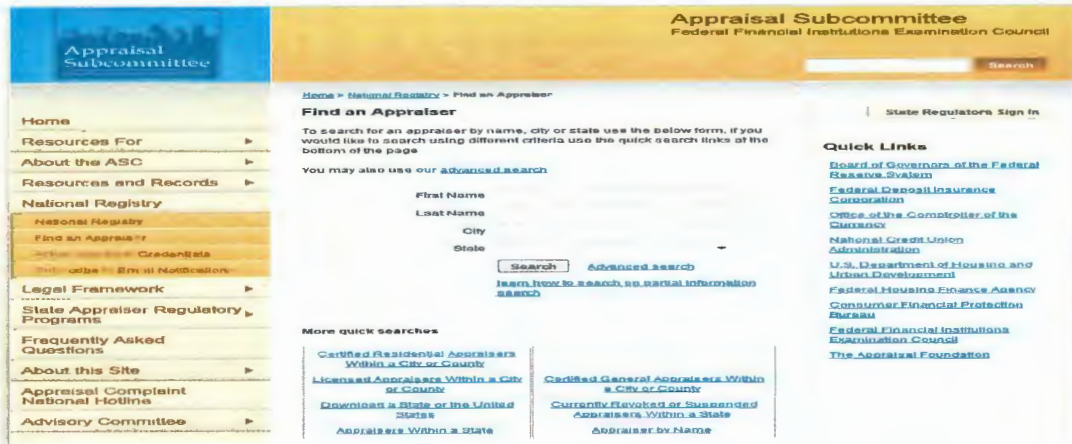 Appraisal
Subcommittee
Appraisal Subcommittee
Federal Financial Institutions Examination Council
Search
Home
Resources For
About the ASC
Resources and Records
National Registry
National Registry
Find an Appraiser
Credentials
Email Notification
Legal Framework
State Appraiser Regulatory
Programs
Frequently Asked
Questions
About this Site
Appraisal Complaint
National Hotline
Advisory Committee
Home > National Registry > Find an Appraiser
Find an Appraiser
To search for an appraiser by name, city or state use the below form, if you
would like to search using different criteria use the quick search links at the
bottom of the page
You may also use our advanced search
First Name
Last Name
City
State
Search Advanced search
learn how to search on partial information
search
More quick searches
Certified Residential Appraisers
Within a City or County
Licensed Appraisers Within a City
or County
Download a State or the United
States
Appraisers Within a State
Certified General Appraisers Within
a City or County
Currently Revoked or Suspended
Appraisers Within a State
Appraiser by Name
State Regulators Sign In
Quick Links
Board of Governors of the Federal
Reserve System
Federal Deposit Insurance
Corporation
Office of the Comptroller of the
Currency
National Credit Union
Administration
U.S. Department of Housing and
Urban Development
Federal Housing Finance Agency
Consumer Financial Protection
Bureau
Federal Financial Institutions
Examination Council
The Appraisal Foundation